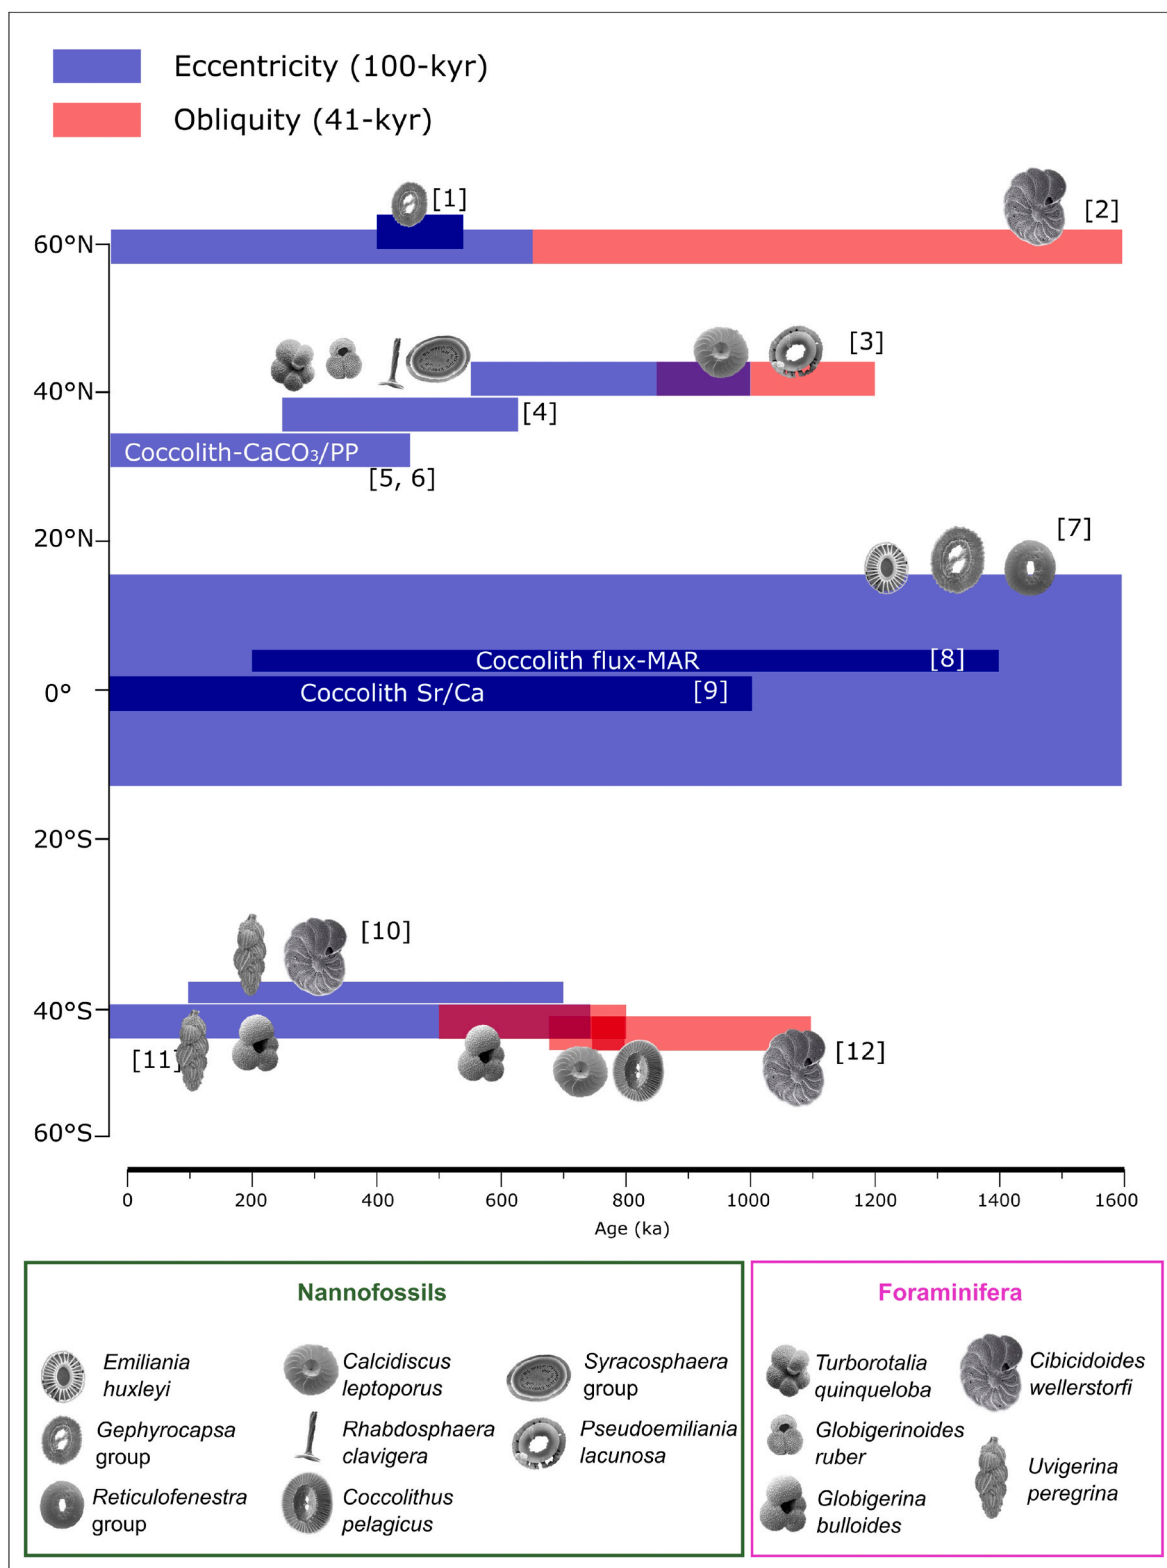 Eccentricity (100-kyr)
Obliquity (41-kyr)
[1]
[2]
60°N
[3]
40°N
[4]
Coccolith-CaCO₃/PP
[5, 6]
[7]
20°N
Coccolith flux-MAR
[8]
0°
Coccolith Sr/Ca
[9]
20°S
[10]
40°S
[11]
[12]
60°S
0 200 400 600 800 1000 1200 1400 1600
Age (ka)
Nannofossils
Emiliania
huxleyi
Gephyrocapsa
group
Reticulofenestra
group
Calcidiscus
leptoporus
Rhabdosphaera
clavigera
Coccolithus
pelagicus
Syracosphaera
group
Pseudoemiliania
lacunosa
Foraminifera
Turborotalia
quinqueloba
Globigerinoides
ruber
Globigerina
bulloides
Cibicidoides
wellerstorfi
Uvigerina
peregrina